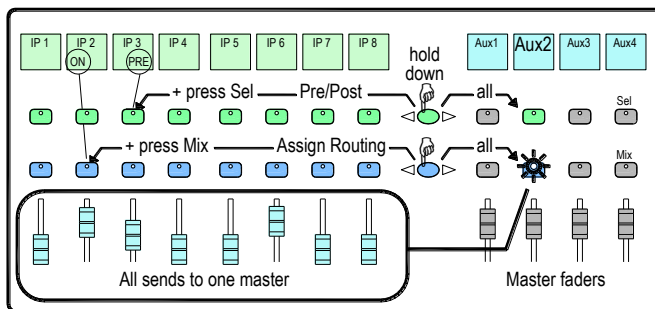 IP 1 IP 2 IP 3 IP 4 IP 5 IP 6 IP 7 IP 8 Aux1 Aux2 Aux3 Aux4
ON PRE
hold
down
+ press Sel Pre/Post all Sel
+ press Mix Assign Routing all Mix
All sends to one master Master faders